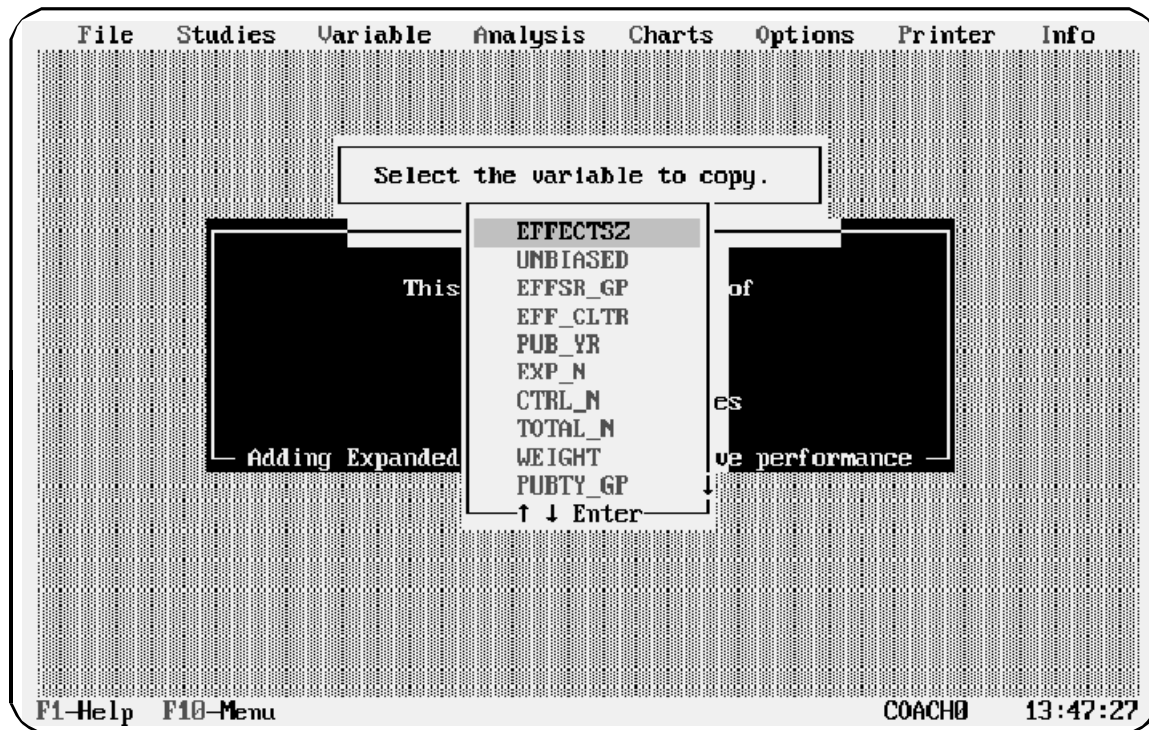 File Studies Variable Analysis Charts Options Printer Info
Select the variable to copy.
EFFECTSZ
UNBIASED
This EFFSR_GP of
EFF_CLTR
PUB_YR
EXP_N
CTRL_N es
TOTAL_N
Adding Expanded WEIGHT ve performance
PUBTY_GP ↓
↑ ↓ Enter
F1-Help F10-Menu COACH0 13:47:27